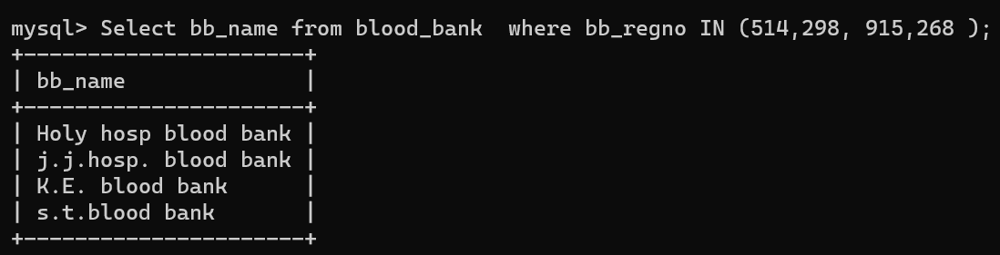 mysql> Select bb_name from blood_bank  where bb_regno IN (514,298, 915,268 );
+----------------------+
| bb_name              |
+----------------------+
| Holy hosp blood bank |
| j.j.hosp. blood bank |
| K.E. blood bank      |
| s.t.blood bank       |
+----------------------+